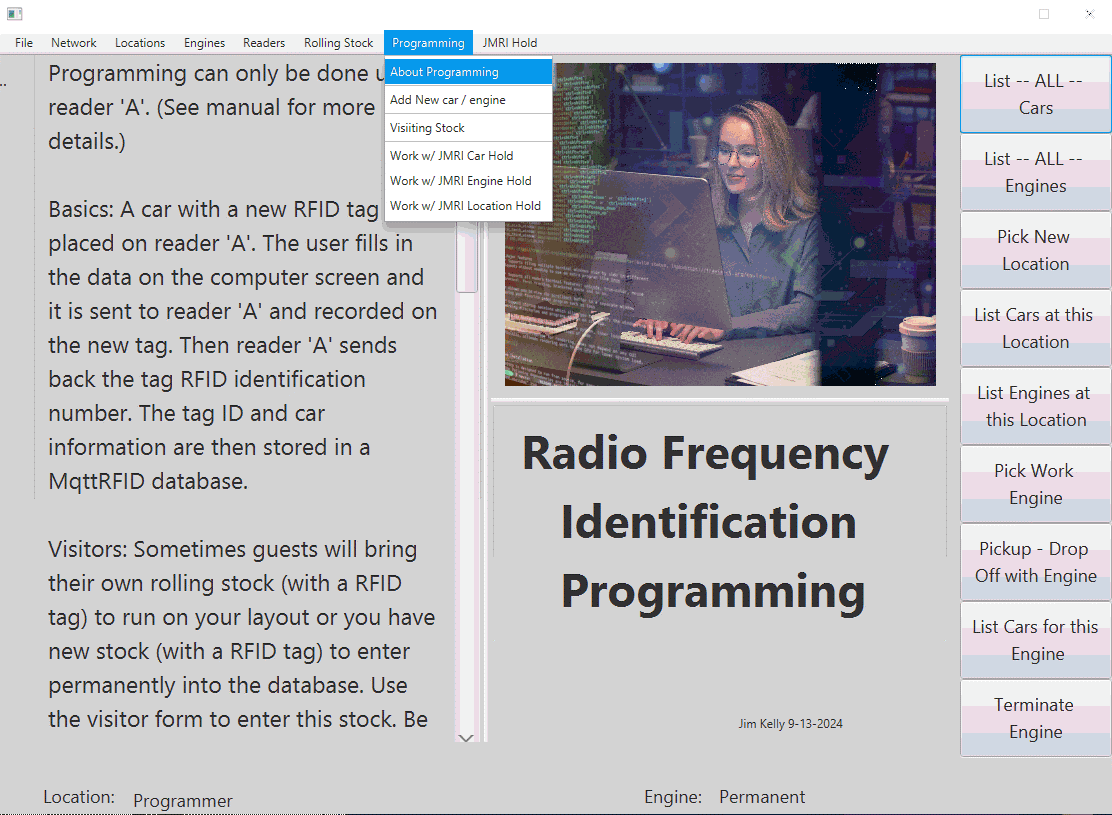 File Network Locations Engines Readers Rolling Stock Programming JMRI Hold
About Programming
Add New car / engine
Visiiting Stock
Work w/ JMRI Car Hold
Work w/ JMRI Engine Hold
Work w/ JMRI Location Hold
Programming can only be done u
reader 'A'. (See manual for more
details.)
Basics: A car with a new RFID tag
placed on reader 'A'. The user fills in
the data on the computer screen and
it is sent to reader 'A' and recorded on
the new tag. Then reader 'A' sends
back the tag RFID identification
number. The tag ID and car
information are then stored in a
MqttRFID database.
Visitors: Sometimes guests will bring
their own rolling stock (with a RFID
tag) to run on your layout or you have
new stock (with a RFID tag) to enter
permanently into the database. Use
the visitor form to enter this stock. Be
Radio Frequency
Identification
Programming
Jim Kelly 9-13-2024
List -- ALL --
Cars
List -- ALL --
Engines
Pick New
Location
List Cars at this
Location
List Engines at
this Location
Pick Work
Engine
Pickup - Drop
Off with Engine
List Cars for this
Engine
Terminate
Engine
Location: Programmer
Engine: Permanent